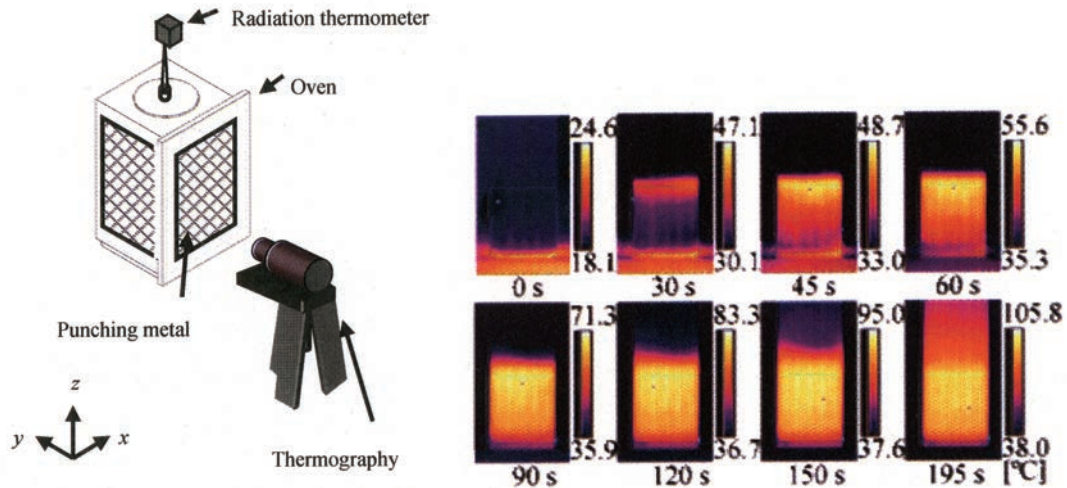 Radiation thermometer
Oven
Punching metal
Thermography
z
y
x
24.6
18.1
0 s
47.1
30.1
30 s
48.7
33.0
45 s
55.6
35.3
60 s
71.3
35.9
90 s
83.3
36.7
120 s
95.0
37.6
150 s
105.8
38.0
195 s
[℃]